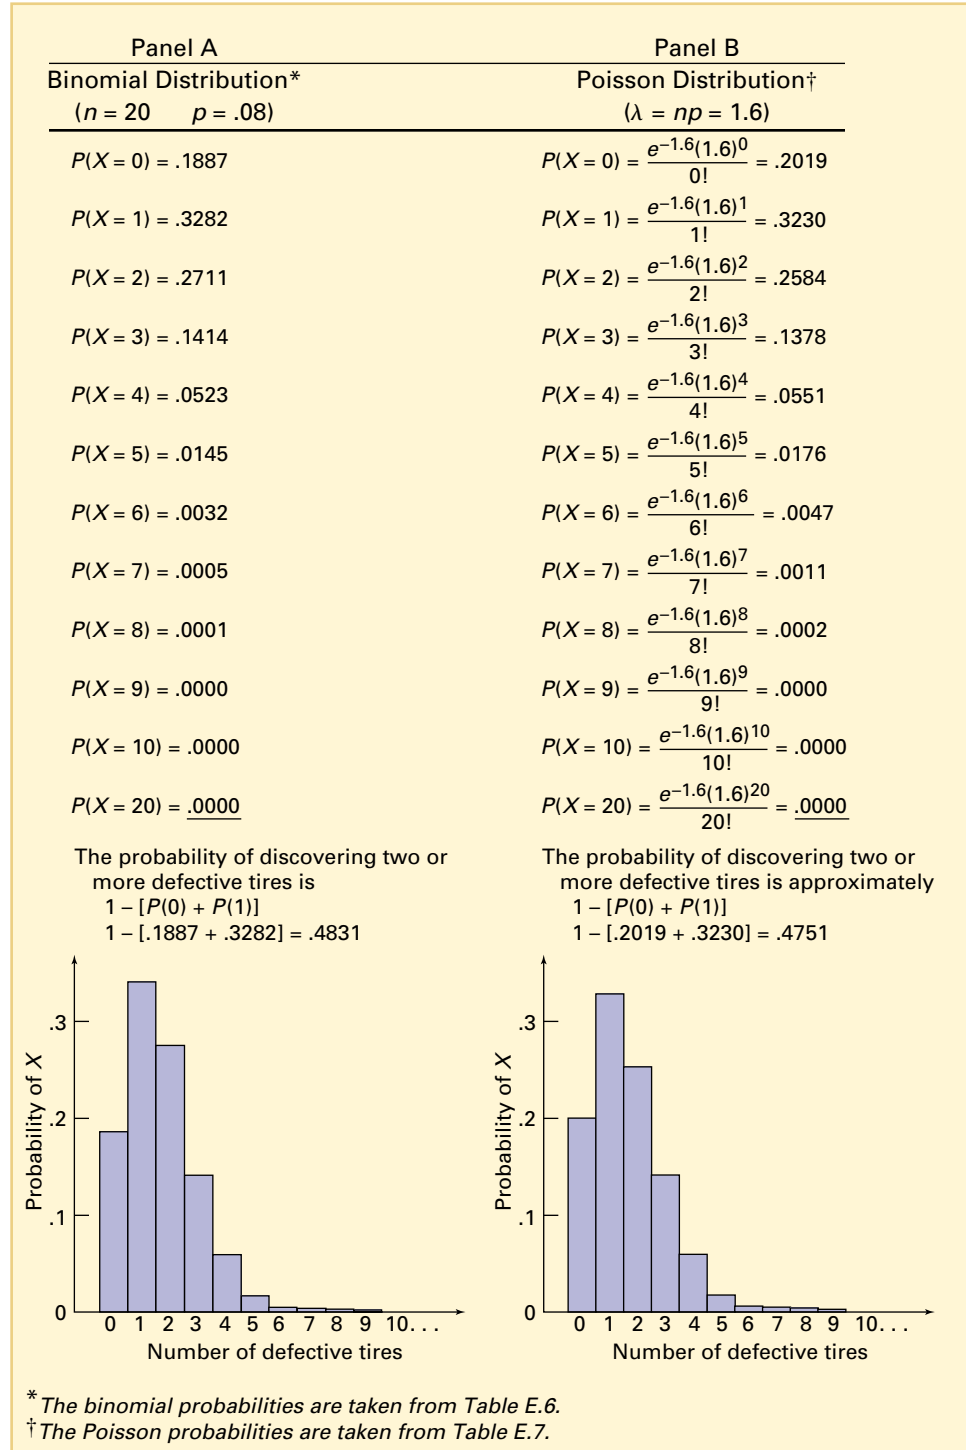 Panel A
Binomial Distribution*
(n = 20 p = .08)
P(X = 0) = .1887
P(X = 1) = .3282
P(X = 2) = .2711
P(X = 3) = .1414
P(X = 4) = .0523
P(X = 5) = .0145
P(X = 6) = .0032
P(X = 7) = .0005
P(X = 8) = .0001
P(X = 9) = .0000
P(X = 10) = .0000
P(X = 20) = .0000
The probability of discovering two or
more defective tires is
1 – [P(0) + P(1)]
1 – [.1887 + .3282] = .4831
Probability of X
.3
.2
.1
0
0 1 2 3 4 5 6 7 8 9 10. . .
Number of defective tires
Panel B
Poisson Distribution†
(λ = np = 1.6)
P(X = 0) = e^–1.6(1.6)^0 / 0! = .2019
P(X = 1) = e^–1.6(1.6)^1 / 1! = .3230
P(X = 2) = e^–1.6(1.6)^2 / 2! = .2584
P(X = 3) = e^–1.6(1.6)^3 / 3! = .1378
P(X = 4) = e^–1.6(1.6)^4 / 4! = .0551
P(X = 5) = e^–1.6(1.6)^5 / 5! = .0176
P(X = 6) = e^–1.6(1.6)^6 / 6! = .0047
P(X = 7) = e^–1.6(1.6)^7 / 7! = .0011
P(X = 8) = e^–1.6(1.6)^8 / 8! = .0002
P(X = 9) = e^–1.6(1.6)^9 / 9! = .0000
P(X = 10) = e^–1.6(1.6)^10 / 10! = .0000
P(X = 20) = e^–1.6(1.6)^20 / 20! = .0000
The probability of discovering two or
more defective tires is approximately
1 – [P(0) + P(1)]
1 – [.2019 + .3230] = .4751
Probability of X
.3
.2
.1
0
0 1 2 3 4 5 6 7 8 9 10. . .
Number of defective tires
*The binomial probabilities are taken from Table E.6.
†The Poisson probabilities are taken from Table E.7.